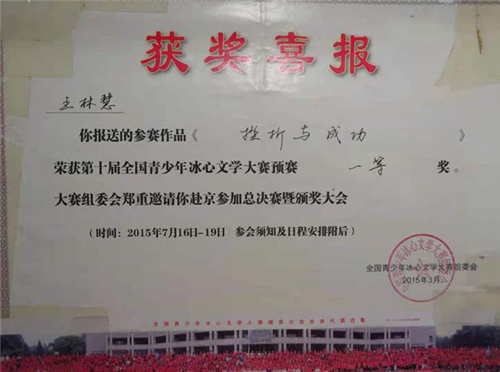 获奖喜报
王林慧
你报送的参赛作品《 挫折与成功 》
荣获第十届全国青少年冰心文学大赛预赛 一等 奖。
大赛组委会郑重邀请你赴京参加总决赛暨颁奖大会
(时间：2015年7月16日-19日 参会须知及日程安排附后)
全国青少年冰心文学大赛组委会
2015年3月